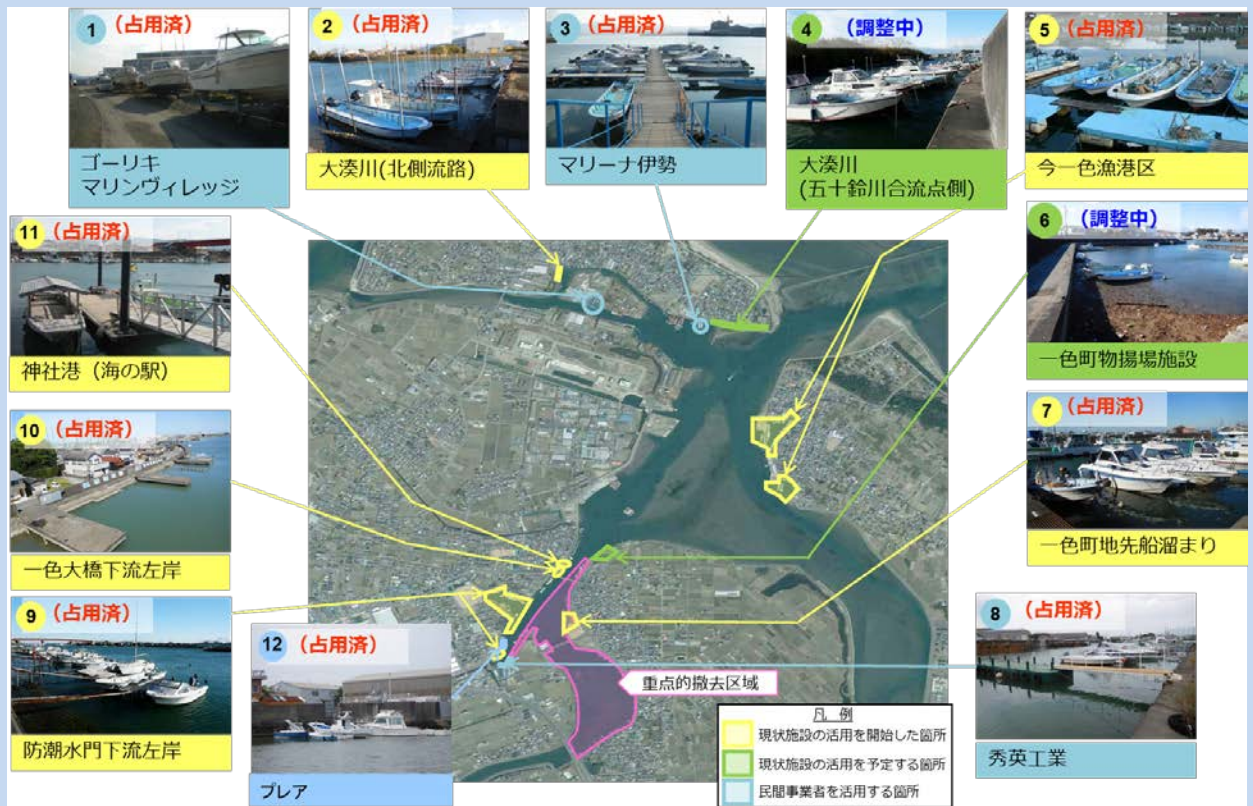 1 (占用済)
ゴーリキ
マリンヴィレッジ
2 (占用済)
大湊川(北側流路)
3 (占用済)
マリーナ伊勢
4 (調整中)
大湊川
(五十鈴川合流点側)
5 (占用済)
今一色漁港区
6 (調整中)
一色町物揚場施設
7 (占用済)
一色町地先船溜まり
8 (占用済)
秀英工業
9 (占用済)
防潮水門下流左岸
10 (占用済)
一色大橋下流左岸
11 (占用済)
神社港（海の駅）
12 (占用済)
プレア
重点的撤去区域
凡 例
現状施設の活用を開始した箇所
現状施設の活用を予定する箇所
民間事業者を活用する箇所